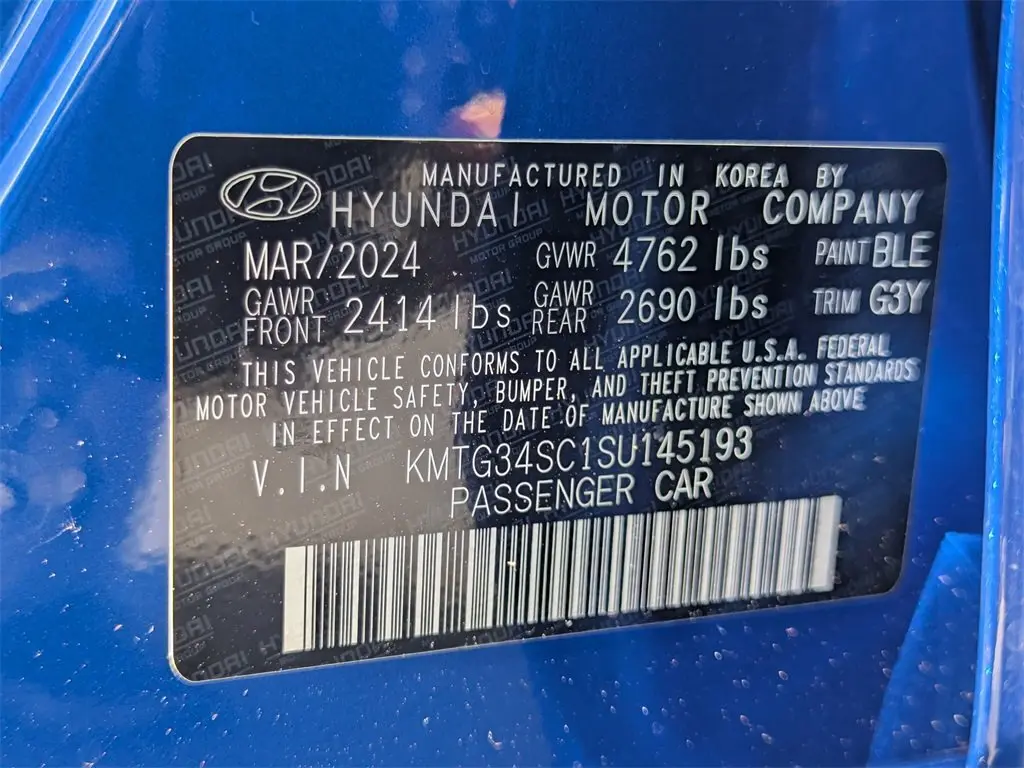 MANUFACTURED IN KOREA BY
HYUNDAI MOTOR COMPANY
MAR/2024 GVWR 4762 lbs PAINT BLE
GAWR FRONT 2414 lbs GAWR REAR 2690 lbs TRIM G3Y
THIS VEHICLE CONFORMS TO ALL APPLICABLE U.S.A. FEDERAL
MOTOR VEHICLE SAFETY, BUMPER, AND THEFT PREVENTION STANDARDS
IN EFFECT ON THE DATE OF MANUFACTURE SHOWN ABOVE
V.I.N KMTG34SC1SU145193
PASSENGER CAR